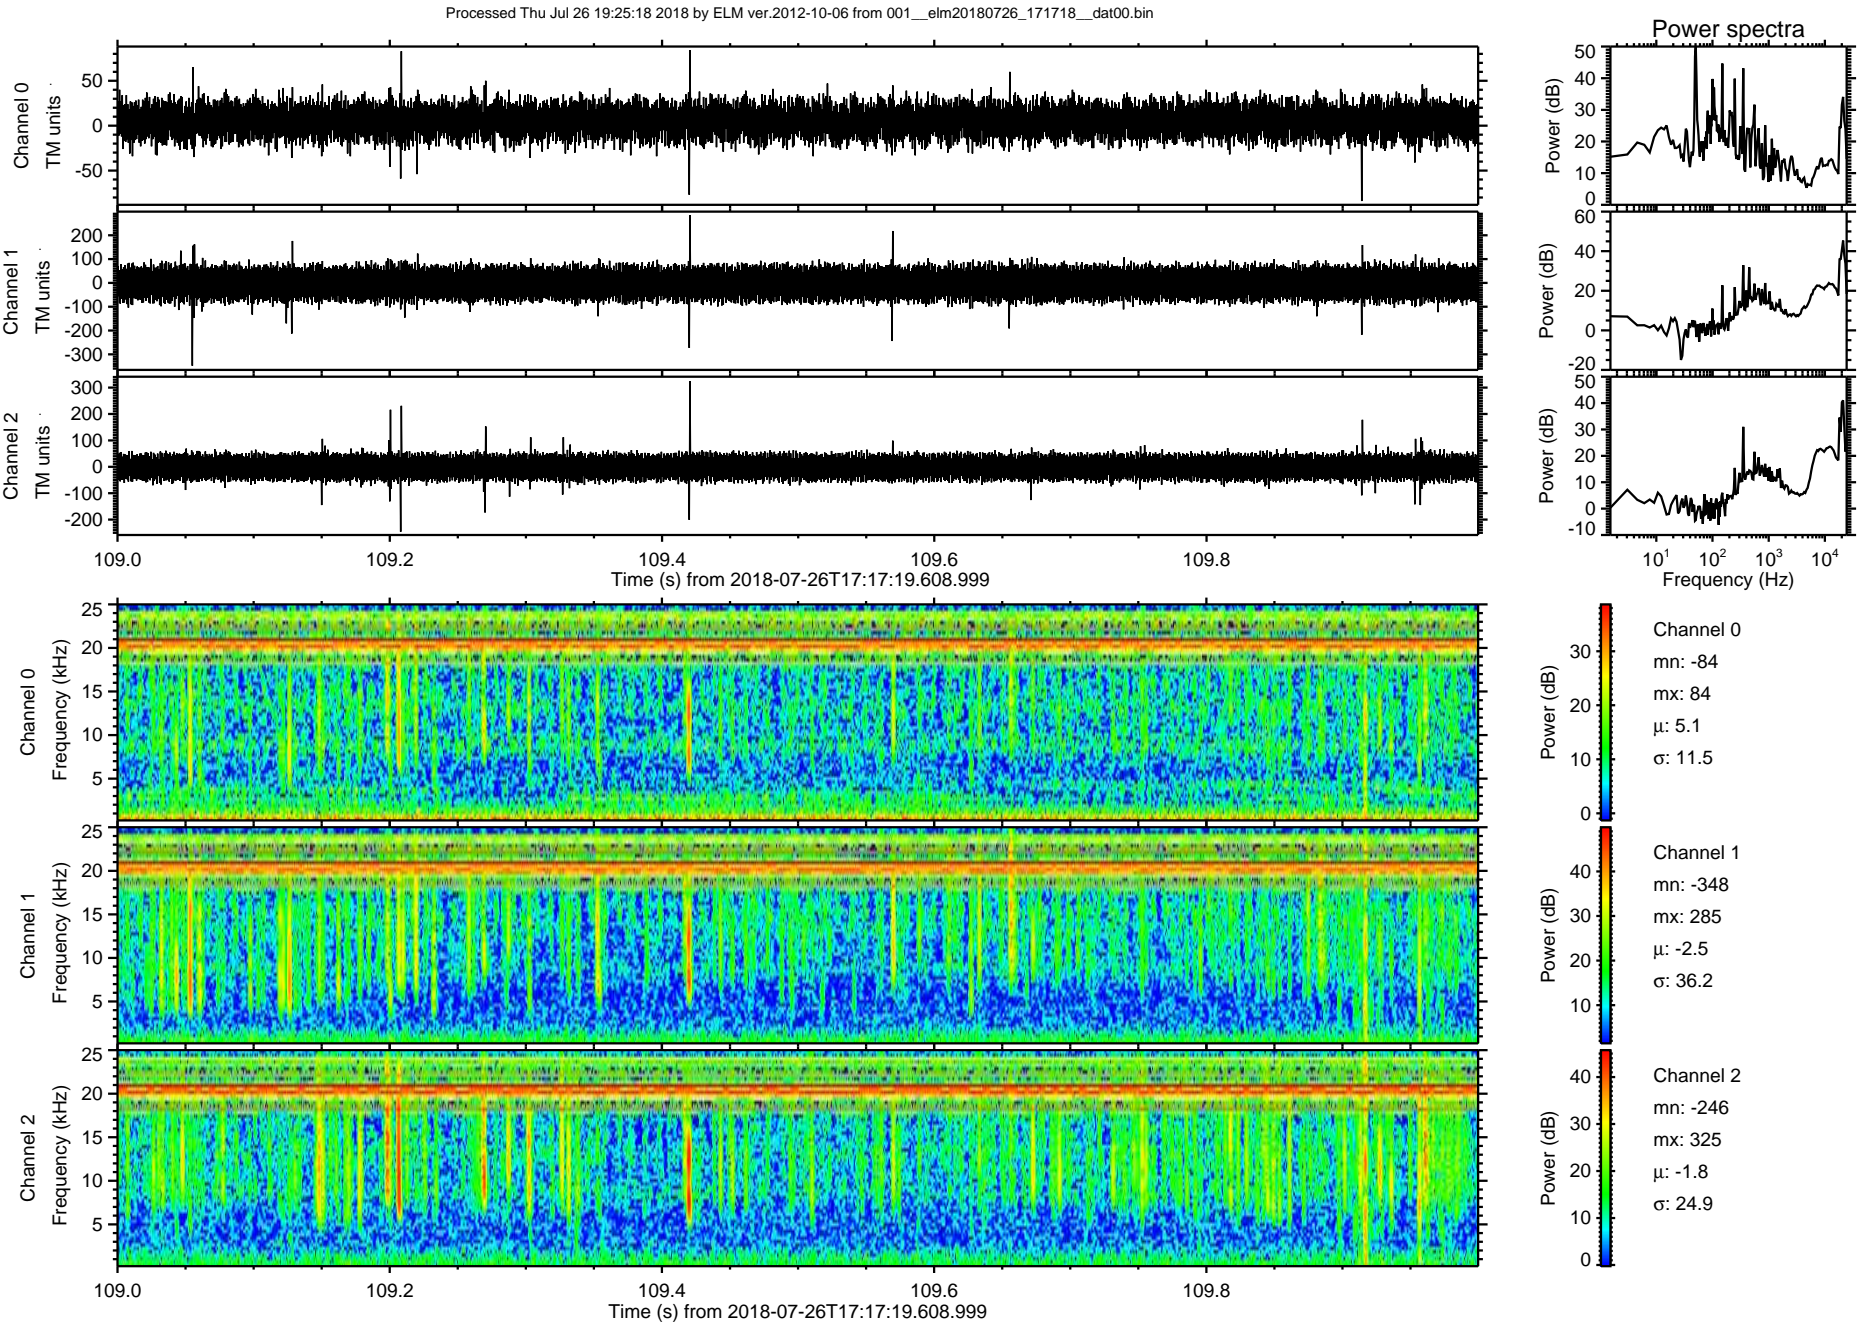 Processed Thu Jul 26 19:25:18 2018 by ELM ver.2012-10-06 from 001__elm20180726_171718__dat00.bin
Power spectra
Channel 0
TM units
50
0
-50
Power (dB)
50
40
30
20
10
0
Channel 1
TM units
200
100
0
-100
-200
-300
Power (dB)
60
40
20
0
-20
Channel 2
TM units
300
200
100
0
-100
-200
Power (dB)
50
40
30
20
10
0
-10
109.0 109.2 109.4 109.6 109.8
Time (s) from 2018-07-26T17:17:19.608.999
10^1 10^2 10^3 10^4
Frequency (Hz)
Channel 0
Frequency (kHz)
25
20
15
10
5
Power (dB)
30
20
10
0
Channel 0
mn: -84
mx: 84
μ: 5.1
σ: 11.5
Channel 1
Frequency (kHz)
25
20
15
10
5
Power (dB)
40
30
20
10
Channel 1
mn: -348
mx: 285
μ: -2.5
σ: 36.2
Channel 2
Frequency (kHz)
25
20
15
10
5
Power (dB)
40
30
20
10
0
Channel 2
mn: -246
mx: 325
μ: -1.8
σ: 24.9
109.0 109.2 109.4 109.6 109.8
Time (s) from 2018-07-26T17:17:19.608.999